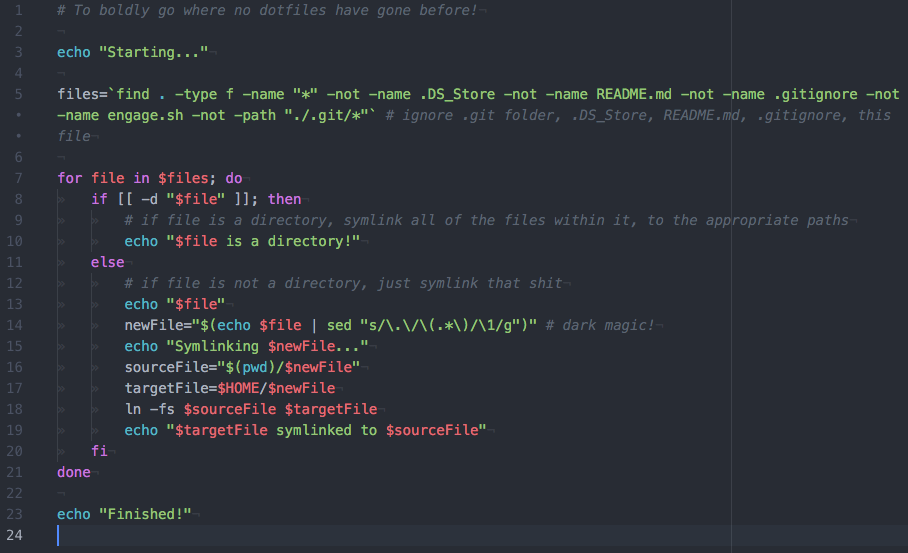 1 # To boldly go where no dotfiles have gone before!¬
2 ¬
3 echo "Starting..."¬
4 ¬
5 files=`find . -type f -name "*" -not -name .DS_Store -not -name README.md -not -name .gitignore -not
• -name engage.sh -not -path "./.git/*"` # ignore .git folder, .DS_Store, README.md, .gitignore, this
• file¬
6 ¬
7 for file in $files; do¬
8 » if [[ -d "$file" ]]; then¬
9 » » # if file is a directory, symlink all of the files within it, to the appropriate paths¬
10 » » echo "$file is a directory!"¬
11 » else¬
12 » » # if file is not a directory, just symlink that shit¬
13 » » echo "$file"¬
14 » » newFile="$(echo $file | sed "s/\.\/\(.*\)/\1/g")" # dark magic!¬
15 » » echo "Symlinking $newFile..."¬
16 » » sourceFile="$(pwd)/$newFile"¬
17 » » targetFile=$HOME/$newFile¬
18 » » ln -fs $sourceFile $targetFile¬
19 » » echo "$targetFile symlinked to $sourceFile"¬
20 » fi¬
21 done¬
22 ¬
23 echo "Finished!"¬
24